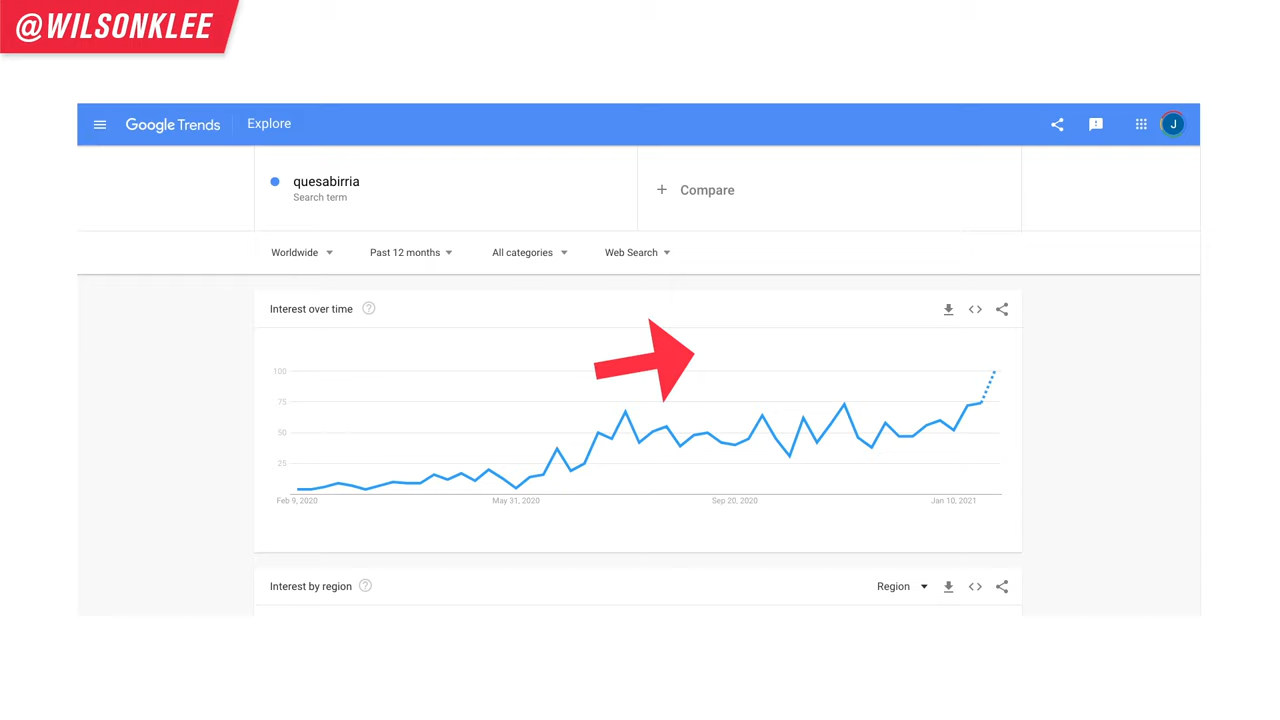 @WILSONKLEE
Google Trends Explore J
quesabirria
Search term
+ Compare
Worldwide Past 12 months All categories Web Search
Interest over time ?
100
75
50
25
Feb 9, 2020 May 31, 2020 Sep 20, 2020 Jan 10, 2021
Interest by region ? Region